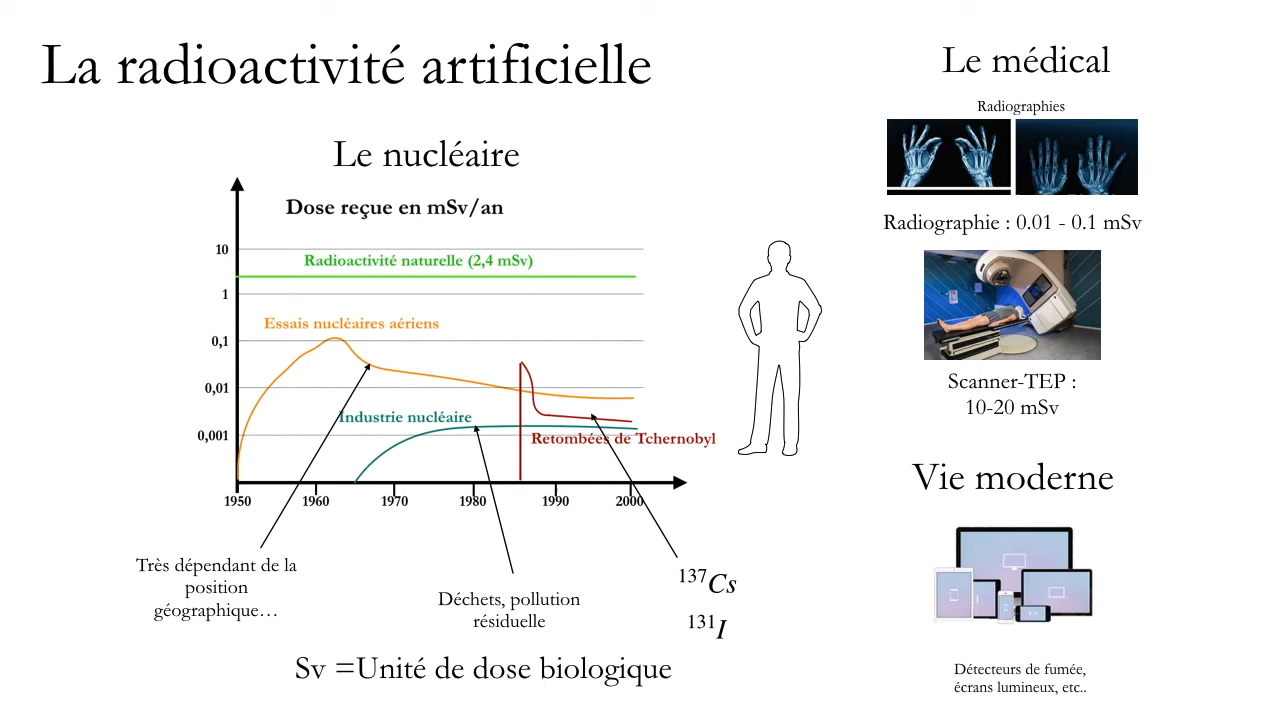 La radioactivité artificielle
Le nucléaire
Dose reçue en mSv/an
10
Radioactivité naturelle (2,4 mSv)
1
Essais nucléaires aériens
0,1
0,01
Industrie nucléaire
0,001
Retombées de Tchernobyl
1950 1960 1970 1980 1990 2000
Très dépendant de la
position
géographique…
Déchets, pollution
résiduelle
137Cs
131I
Sv =Unité de dose biologique
Le médical
Radiographies
Radiographie : 0.01 - 0.1 mSv
Scanner-TEP :
10-20 mSv
Vie moderne
Détecteurs de fumée,
écrans lumineux, etc..